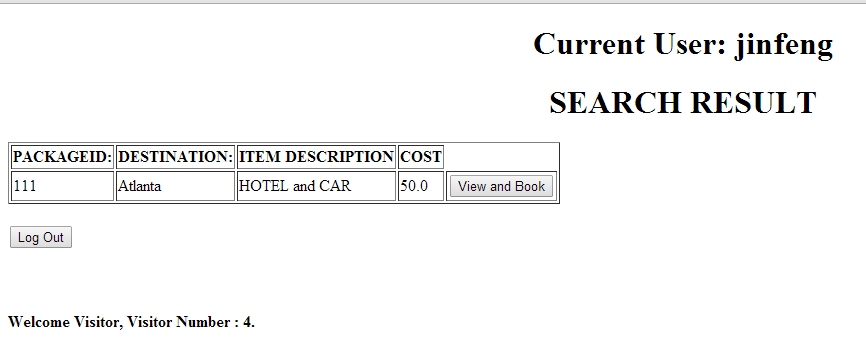 Current User: jinfeng
SEARCH RESULT
PACKAGEID: DESTINATION: ITEM DESCRIPTION COST
111 Atlanta HOTEL and CAR 50.0 View and Book
Log Out
Welcome Visitor, Visitor Number : 4.